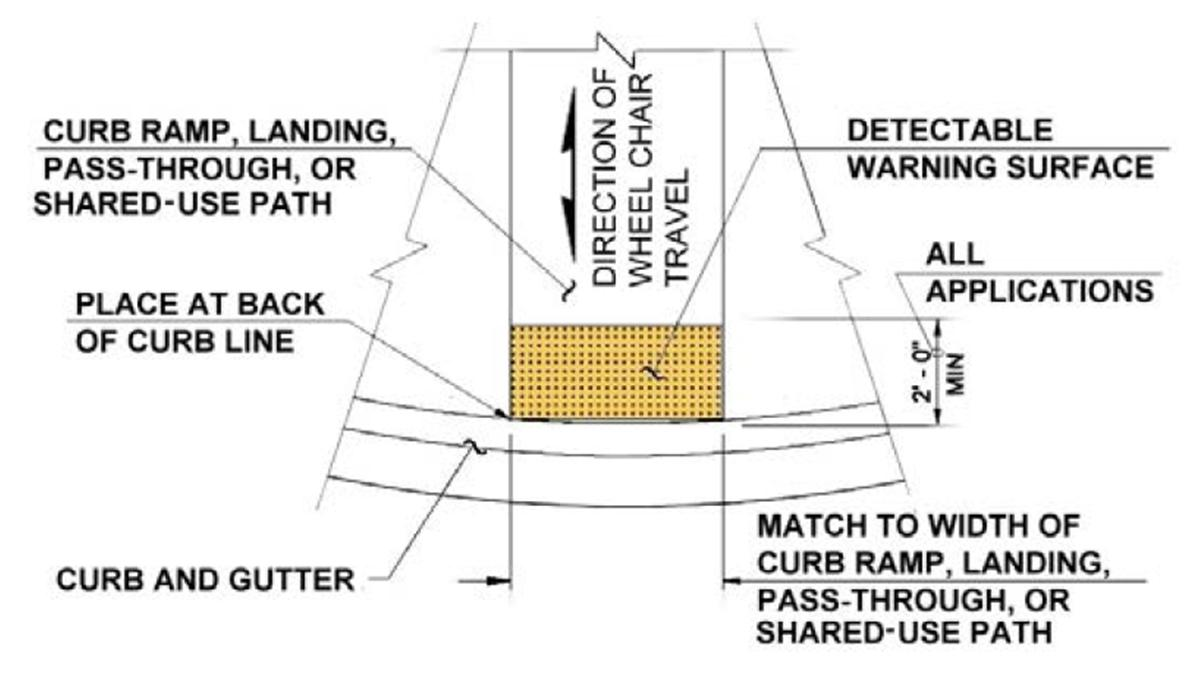 CURB RAMP, LANDING,
PASS-THROUGH, OR
SHARED-USE PATH
DIRECTION OF
WHEEL CHAIR
TRAVEL
DETECTABLE
WARNING SURFACE
ALL
APPLICATIONS
PLACE AT BACK
OF CURB LINE
2' - 0"
MIN
CURB AND GUTTER
MATCH TO WIDTH OF
CURB RAMP, LANDING,
PASS-THROUGH, OR
SHARED-USE PATH